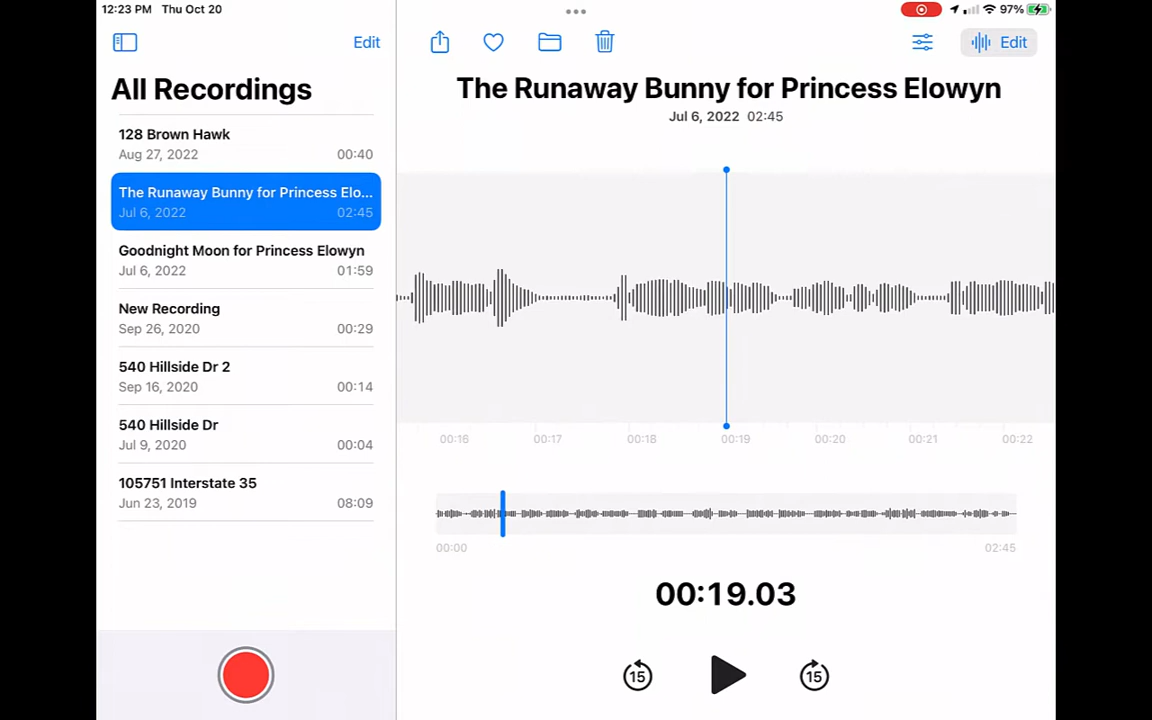 12:23 PM Thu Oct 20
97%
Edit
All Recordings
128 Brown Hawk
Aug 27, 2022 00:40
The Runaway Bunny for Princess Elo...
Jul 6, 2022 02:45
Goodnight Moon for Princess Elowyn
Jul 6, 2022 01:59
New Recording
Sep 26, 2020 00:29
540 Hillside Dr 2
Sep 16, 2020 00:14
540 Hillside Dr
Jul 9, 2020 00:04
105751 Interstate 35
Jun 23, 2019 08:09
Edit
The Runaway Bunny for Princess Elowyn
Jul 6, 2022 02:45
00:16 00:17 00:18 00:19 00:20 00:21 00:22
00:00 02:45
00:19.03
15 15